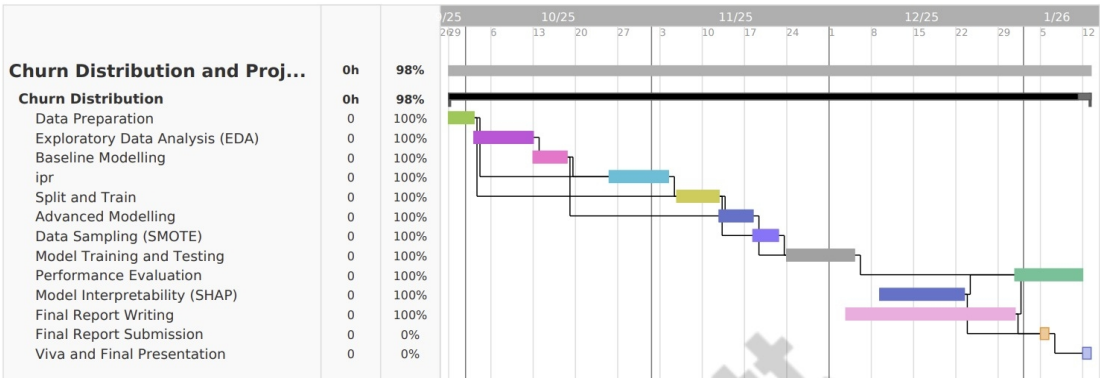 )/25 10/25 11/25 12/25 1/26
26 29 6 13 20 27 3 10 17 24 1 8 15 22 29 5 12
Churn Distribution and Proj... 0h 98%
Churn Distribution 0h 98%
Data Preparation 0 100%
Exploratory Data Analysis (EDA) 0 100%
Baseline Modelling 0 100%
ipr 0 100%
Split and Train 0 100%
Advanced Modelling 0 100%
Data Sampling (SMOTE) 0 100%
Model Training and Testing 0 100%
Performance Evaluation 0 100%
Model Interpretability (SHAP) 0 100%
Final Report Writing 0 100%
Final Report Submission 0 0%
Viva and Final Presentation 0 0%